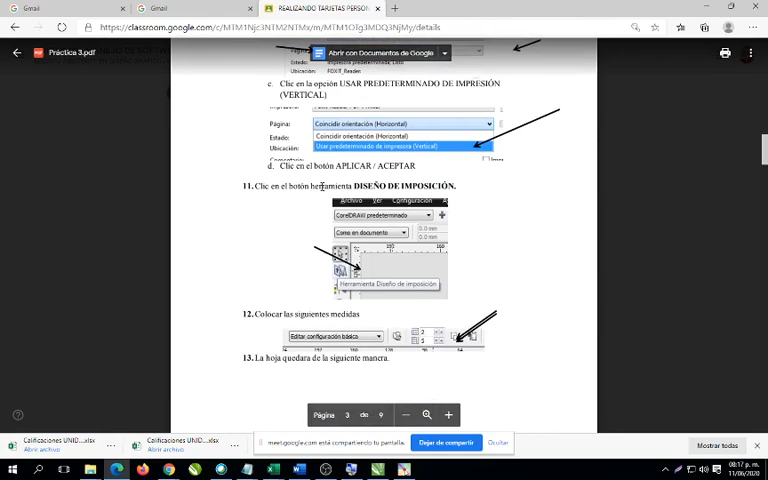 Gmail
Gmail
REALIZANDO TARJETAS PERSON
https://classroom.google.com/c/MTM1Njc3NTM2NTMx/m/MTM1OTg3MDQ3NjMy/details
Práctica 3.pdf
Abrir con Documentos de Google
Estado:
Ubicación:
FOXIT_Reader:
c. Clic en la opción USAR PREDETERMINADO DE IMPRESIÓN
(VERTICAL)
Página:
Coincidir orientación (Horizontal)
Estado:
Coincidir orientación (Horizontal)
Ubicación:
Usar predeterminado de impresora (Vertical)
d. Clic en el botón APLICAR / ACEPTAR
11. Clic en el botón herramienta DISEÑO DE IMPOSICIÓN.
Archivo Ver Configuración
CorelDRAW predeterminado
Como en documento
0.0 mm
0.0 mm
Herramienta Diseño de imposición
12. Colocar las siguientes medidas
Editar configuración básica
2
13. La hoja quedara de la siguiente manera.
Página 3 de 9
Calificaciones UNID....xlsx
Abrir archivo
Calificaciones UNID....xlsx
Abrir archivo
meet.google.com está compartiendo tu pantalla.
Dejar de compartir
Ocultar
Mostrar todas
08:17 p. m.
11/06/2020